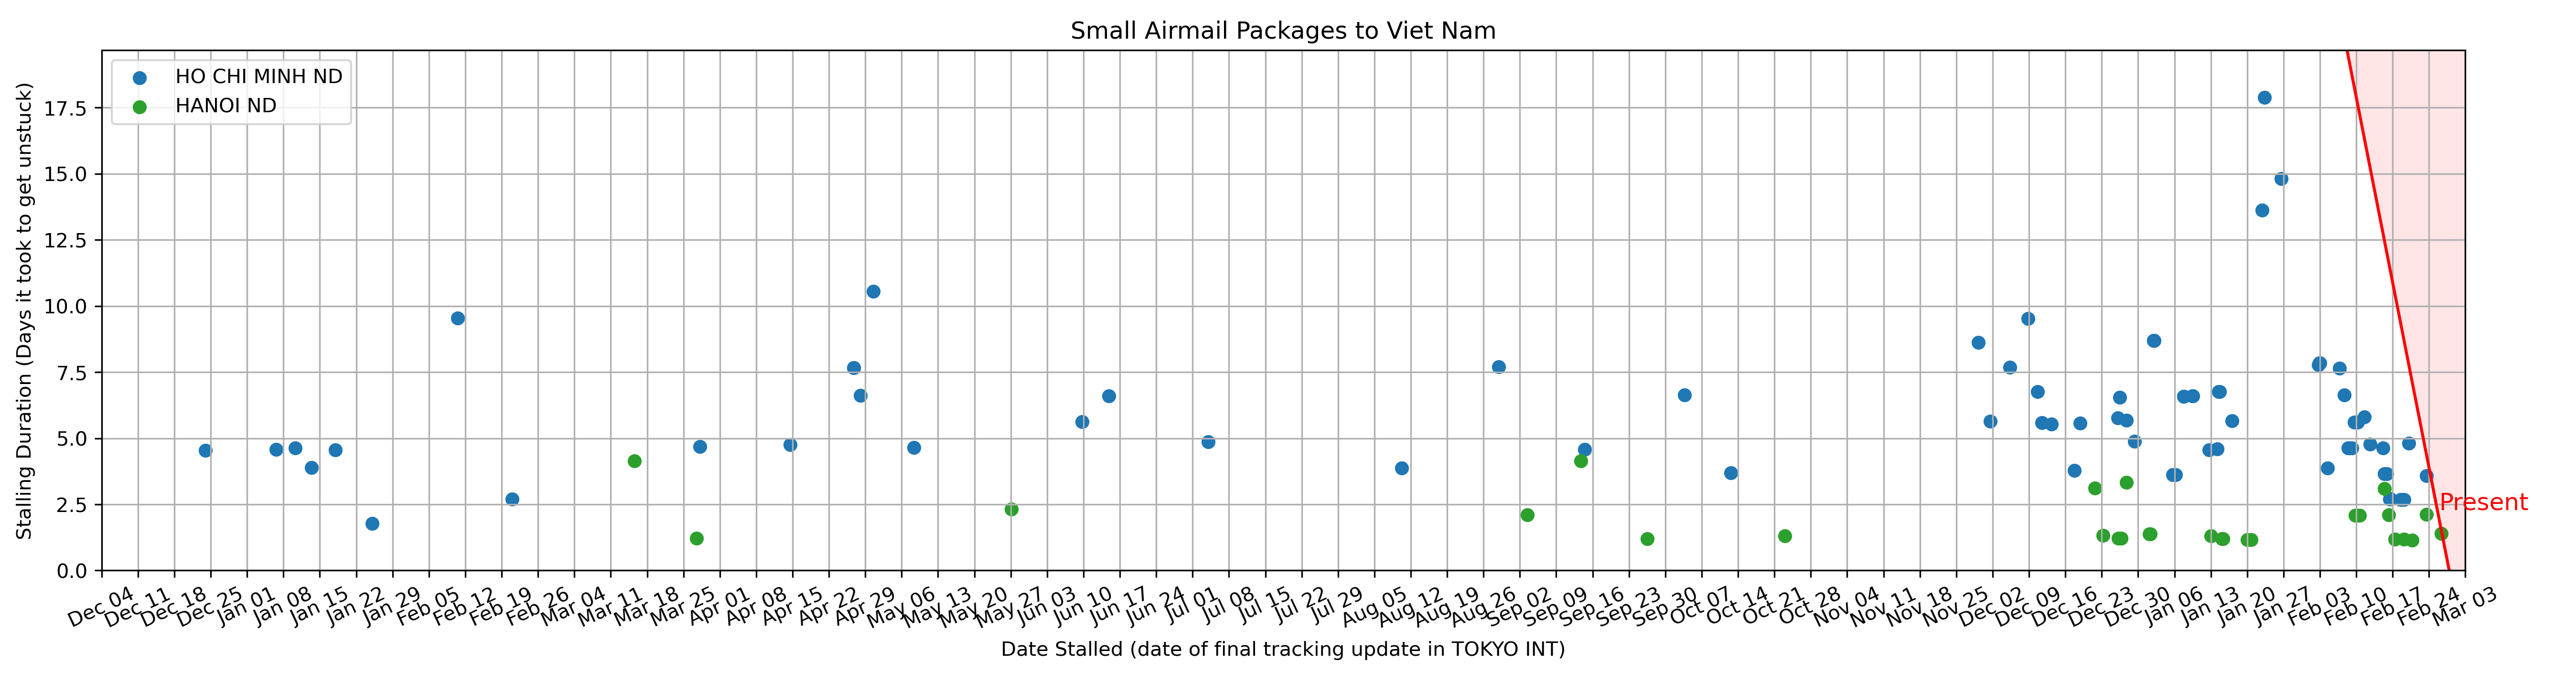 Small Airmail Packages to Viet Nam
HO CHI MINH ND
HANOI ND
Stalling Duration (Days it took to get unstuck)
17.5
15.0
12.5
10.0
7.5
5.0
2.5
0.0
Present
Dec 04
Dec 11
Dec 18
Dec 25
Jan 01
Jan 08
Jan 15
Jan 22
Jan 29
Feb 05
Feb 12
Feb 19
Feb 26
Mar 04
Mar 11
Mar 18
Mar 25
Apr 01
Apr 08
Apr 15
Apr 22
Apr 29
May 06
May 13
May 20
May 27
Jun 03
Jun 10
Jun 17
Jun 24
Jul 01
Jul 08
Jul 15
Jul 22
Jul 29
Aug 05
Aug 12
Aug 19
Aug 26
Sep 02
Sep 09
Sep 16
Sep 23
Sep 30
Oct 07
Oct 14
Oct 21
Oct 28
Nov 04
Nov 11
Nov 18
Nov 25
Dec 02
Dec 09
Dec 16
Dec 23
Dec 30
Jan 06
Jan 13
Jan 20
Jan 27
Feb 03
Feb 10
Feb 17
Feb 24
Mar 03
Date Stalled (date of final tracking update in TOKYO INT)